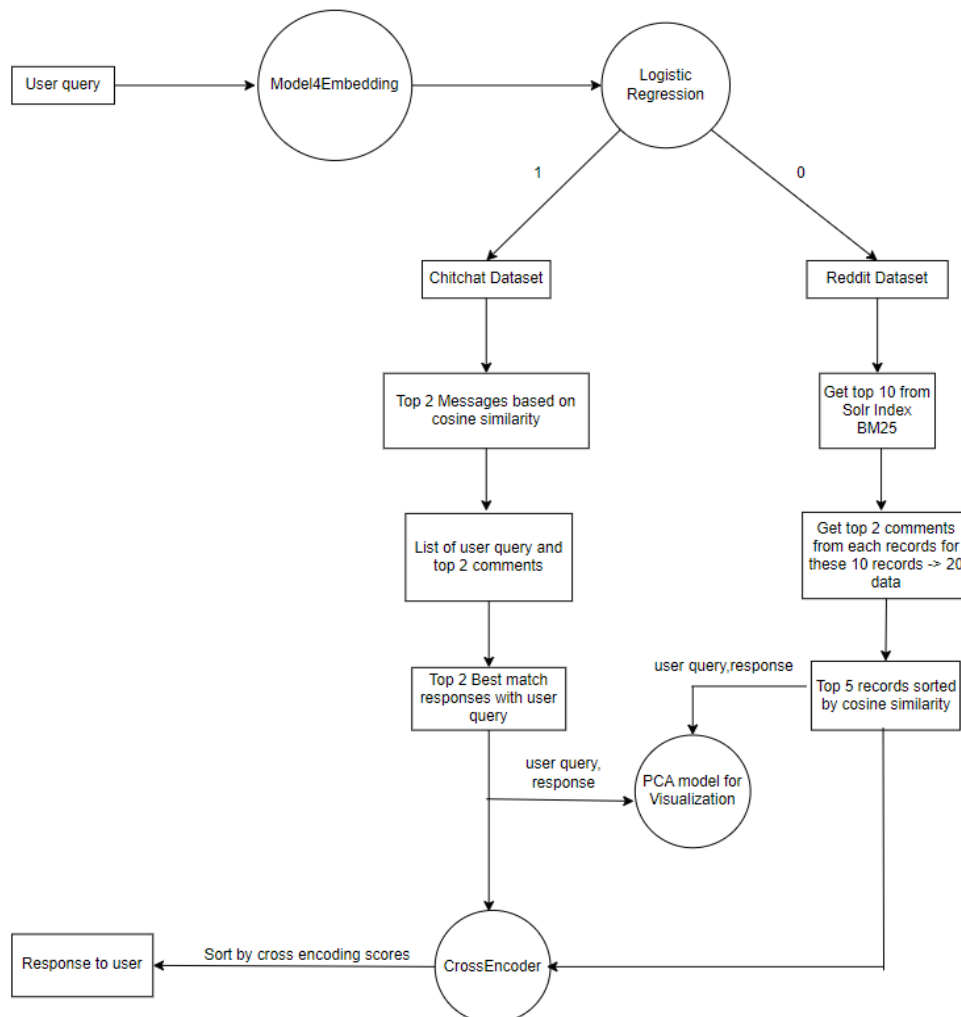 User query
Model4Embedding
Logistic
Regression
1
0
Chitchat Dataset
Reddit Dataset
Top 2 Messages based on
cosine similarity
Get top 10 from
Solr Index
BM25
List of user query and
top 2 comments
Get top 2 comments
from each records for
these 10 records -> 20
data
Top 2 Best match
responses with user
query
user query,response
Top 5 records sorted
by cosine similarity
user query,
response
PCA model for
Visualization
Response to user
Sort by cross encoding scores
CrossEncoder